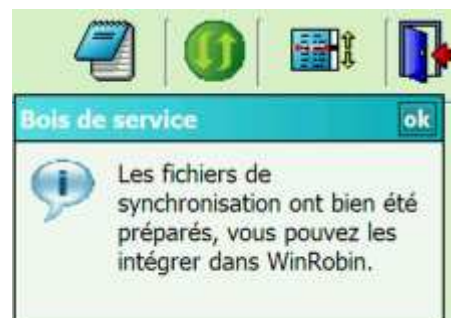 Bois de service
ok
Les fichiers de
synchronisation ont bien été
préparés, vous pouvez les
intégrer dans WinRobin.